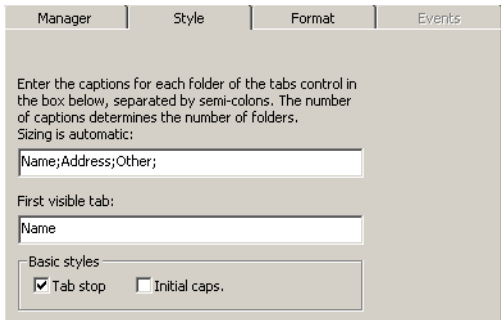 Manager Style Format Events
Enter the captions for each folder of the tabs control in
the box below, separated by semi-colons. The number
of captions determines the number of folders.
Sizing is automatic:
Name;Address;Other;
First visible tab:
Name
Basic styles
Tab stop Initial caps.